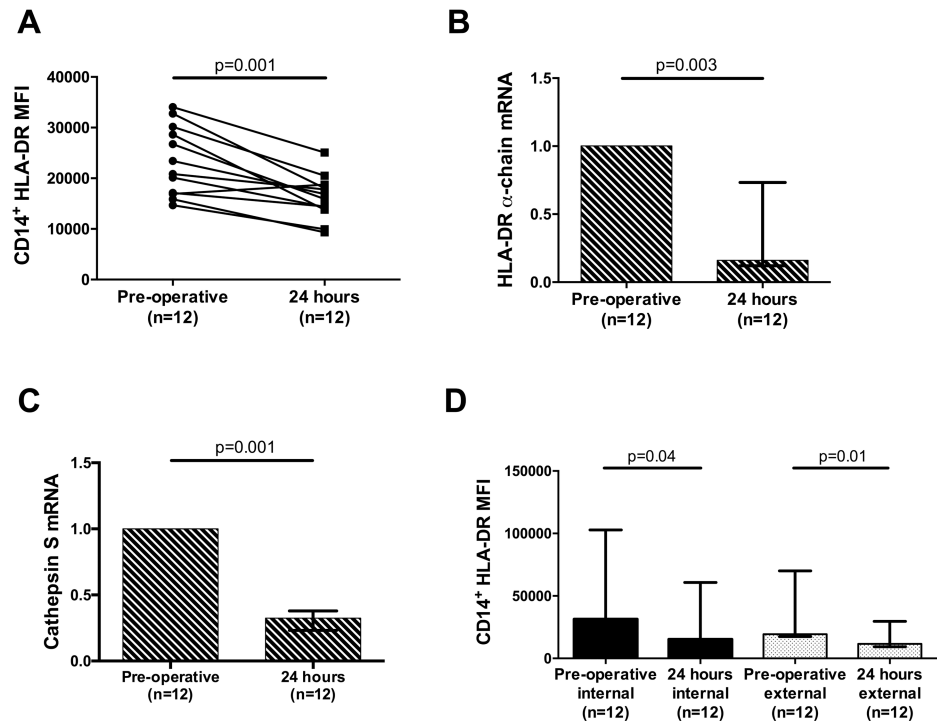 A
p=0.001
CD14+ HLA-DR MFI
40000
30000
20000
10000
0
Pre-operative
(n=12)
24 hours
(n=12)
B
p=0.003
HLA-DR α-chain mRNA
1.5
1.0
0.5
0.0
Pre-operative
(n=12)
24 hours
(n=12)
C
p=0.001
Cathepsin S mRNA
1.5
1.0
0.5
0.0
Pre-operative
(n=12)
24 hours
(n=12)
D
p=0.04
p=0.01
CD14+ HLA-DR MFI
150000
100000
50000
0
Pre-operative
internal
(n=12)
24 hours
internal
(n=12)
Pre-operative
external
(n=12)
24 hours
external
(n=12)